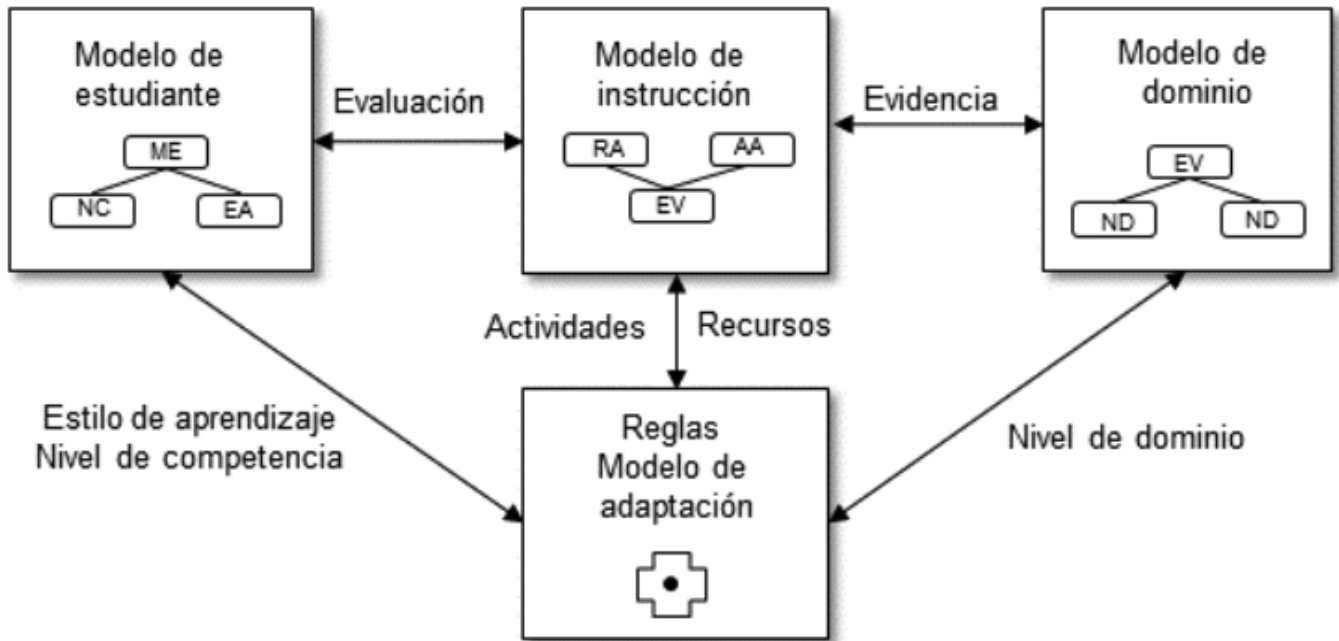 Modelo de
estudiante
ME
NC
EA
Evaluación
Modelo de
instrucción
RA
AA
EV
Evidencia
Modelo de
dominio
EV
ND
ND
Actividades
Recursos
Estilo de aprendizaje
Nivel de competencia
Reglas
Modelo de
adaptación
Nivel de dominio